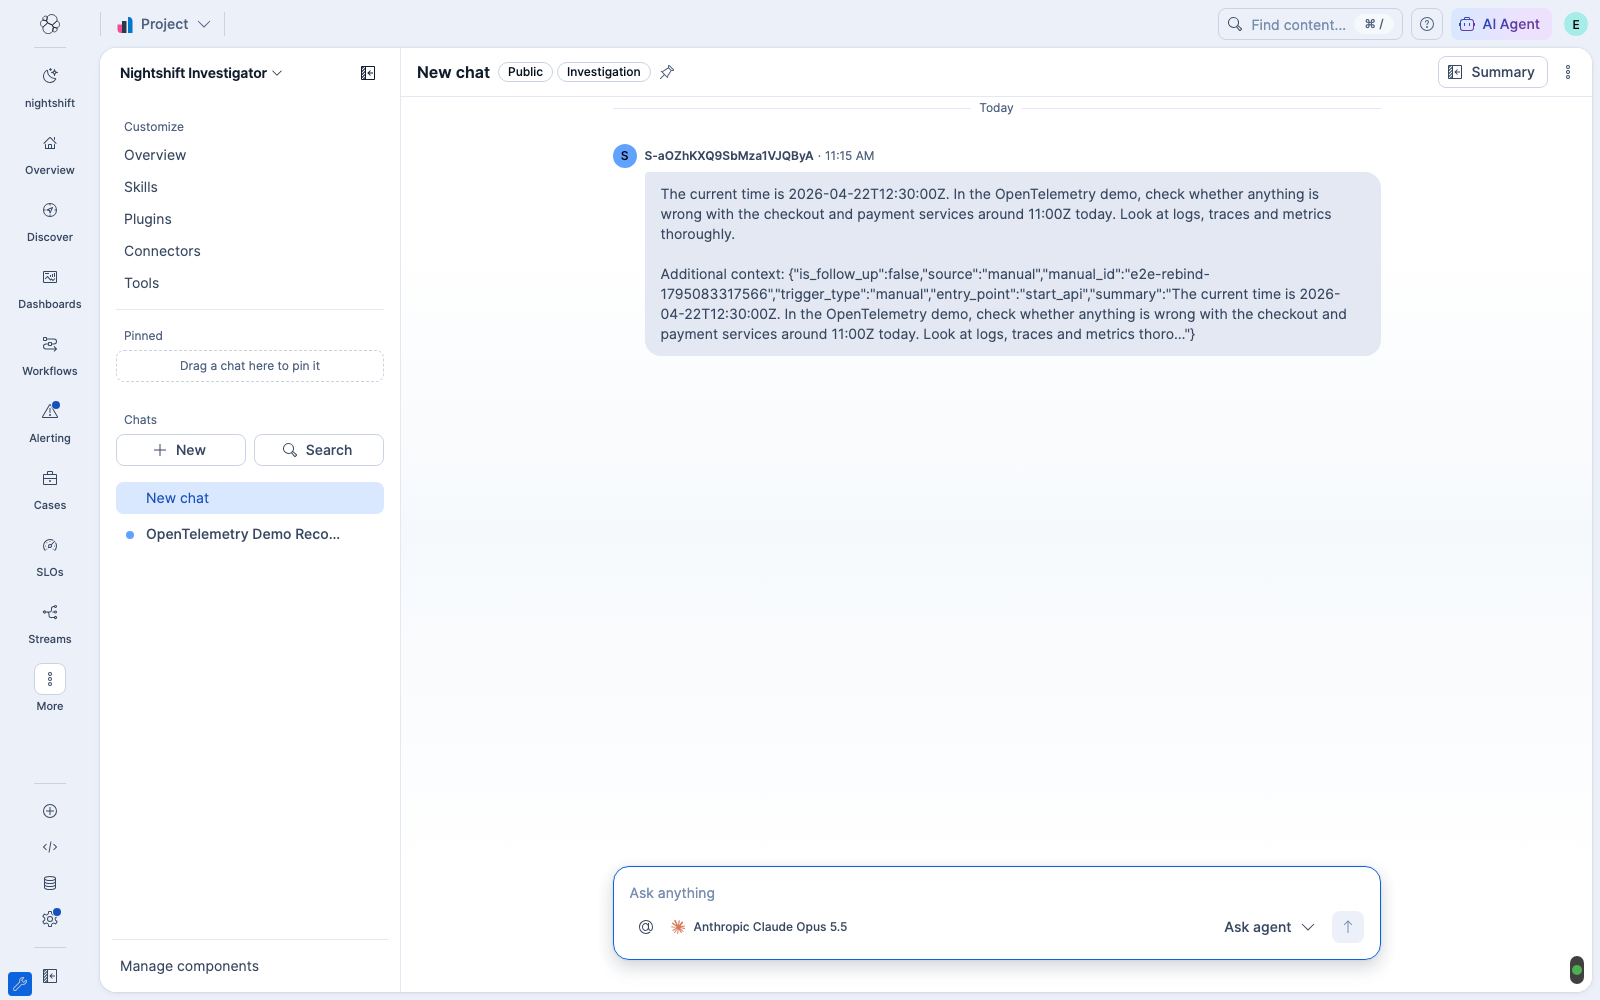 Project
Find content...
⌘ /
AI Agent
E
nightshift
Overview
Discover
Dashboards
Workflows
Alerting
Cases
SLOs
Streams
More
Nightshift Investigator
Customize
Overview
Skills
Plugins
Connectors
Tools
Pinned
Drag a chat here to pin it
Chats
New
Search
New chat
OpenTelemetry Demo Reco...
Manage components
New chat
Public
Investigation
Summary
Today
S
S-aOZhKXQ9SbMza1VJQByA · 11:15 AM
The current time is 2026-04-22T12:30:00Z. In the OpenTelemetry demo, check whether anything is
wrong with the checkout and payment services around 11:00Z today. Look at logs, traces and metrics
thoroughly.
Additional context: {"is_follow_up":false,"source":"manual","manual_id":"e2e-rebind-
1795083317566","trigger_type":"manual","entry_point":"start_api","summary":"The current time is 2026-
04-22T12:30:00Z. In the OpenTelemetry demo, check whether anything is wrong with the checkout and
payment services around 11:00Z today. Look at logs, traces and metrics thoro..."}
Ask anything
@
Anthropic Claude Opus 5.5
Ask agent